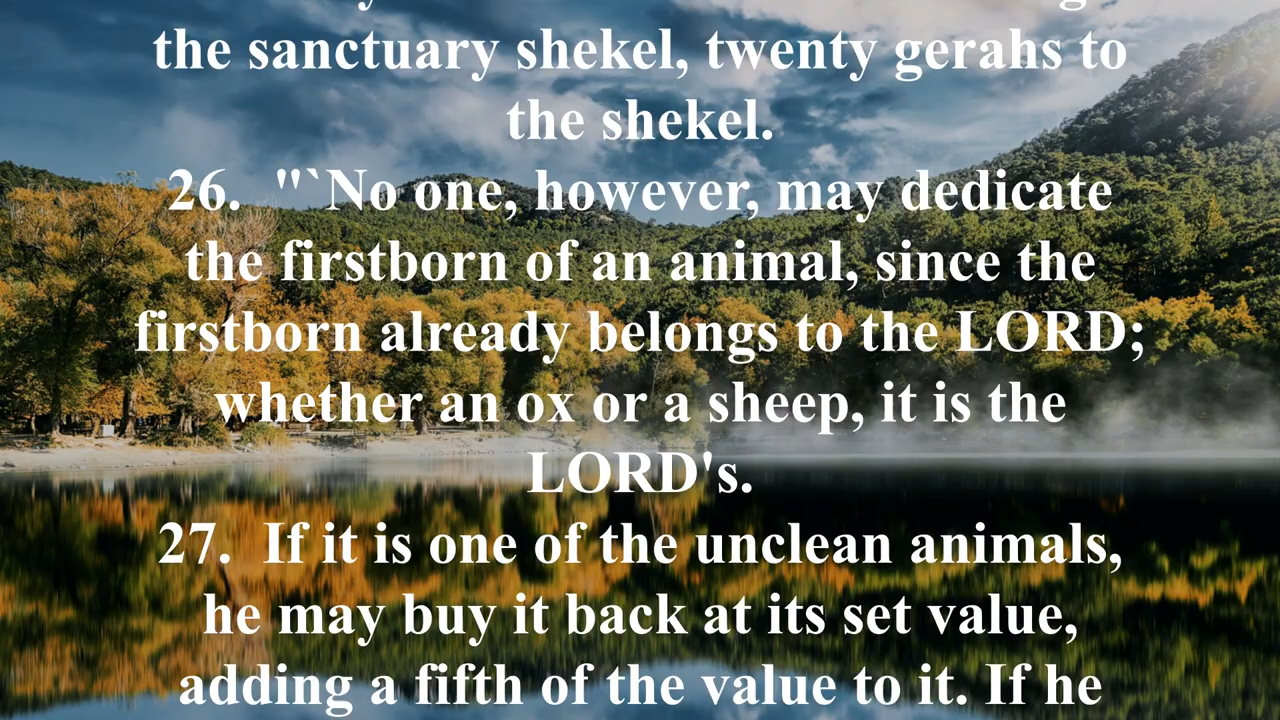 the sanctuary shekel, twenty gerahs to
the shekel.
26. "`No one, however, may dedicate
the firstborn of an animal, since the
firstborn already belongs to the LORD;
whether an ox or a sheep, it is the
LORD's.
27. If it is one of the unclean animals,
he may buy it back at its set value,
adding a fifth of the value to it. If he